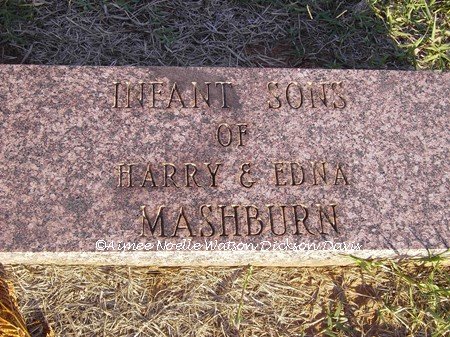 INFANT SONS
OF
HARRY & EDNA
MASHBURN
©Aimee Noelle Watson Dickson Davis